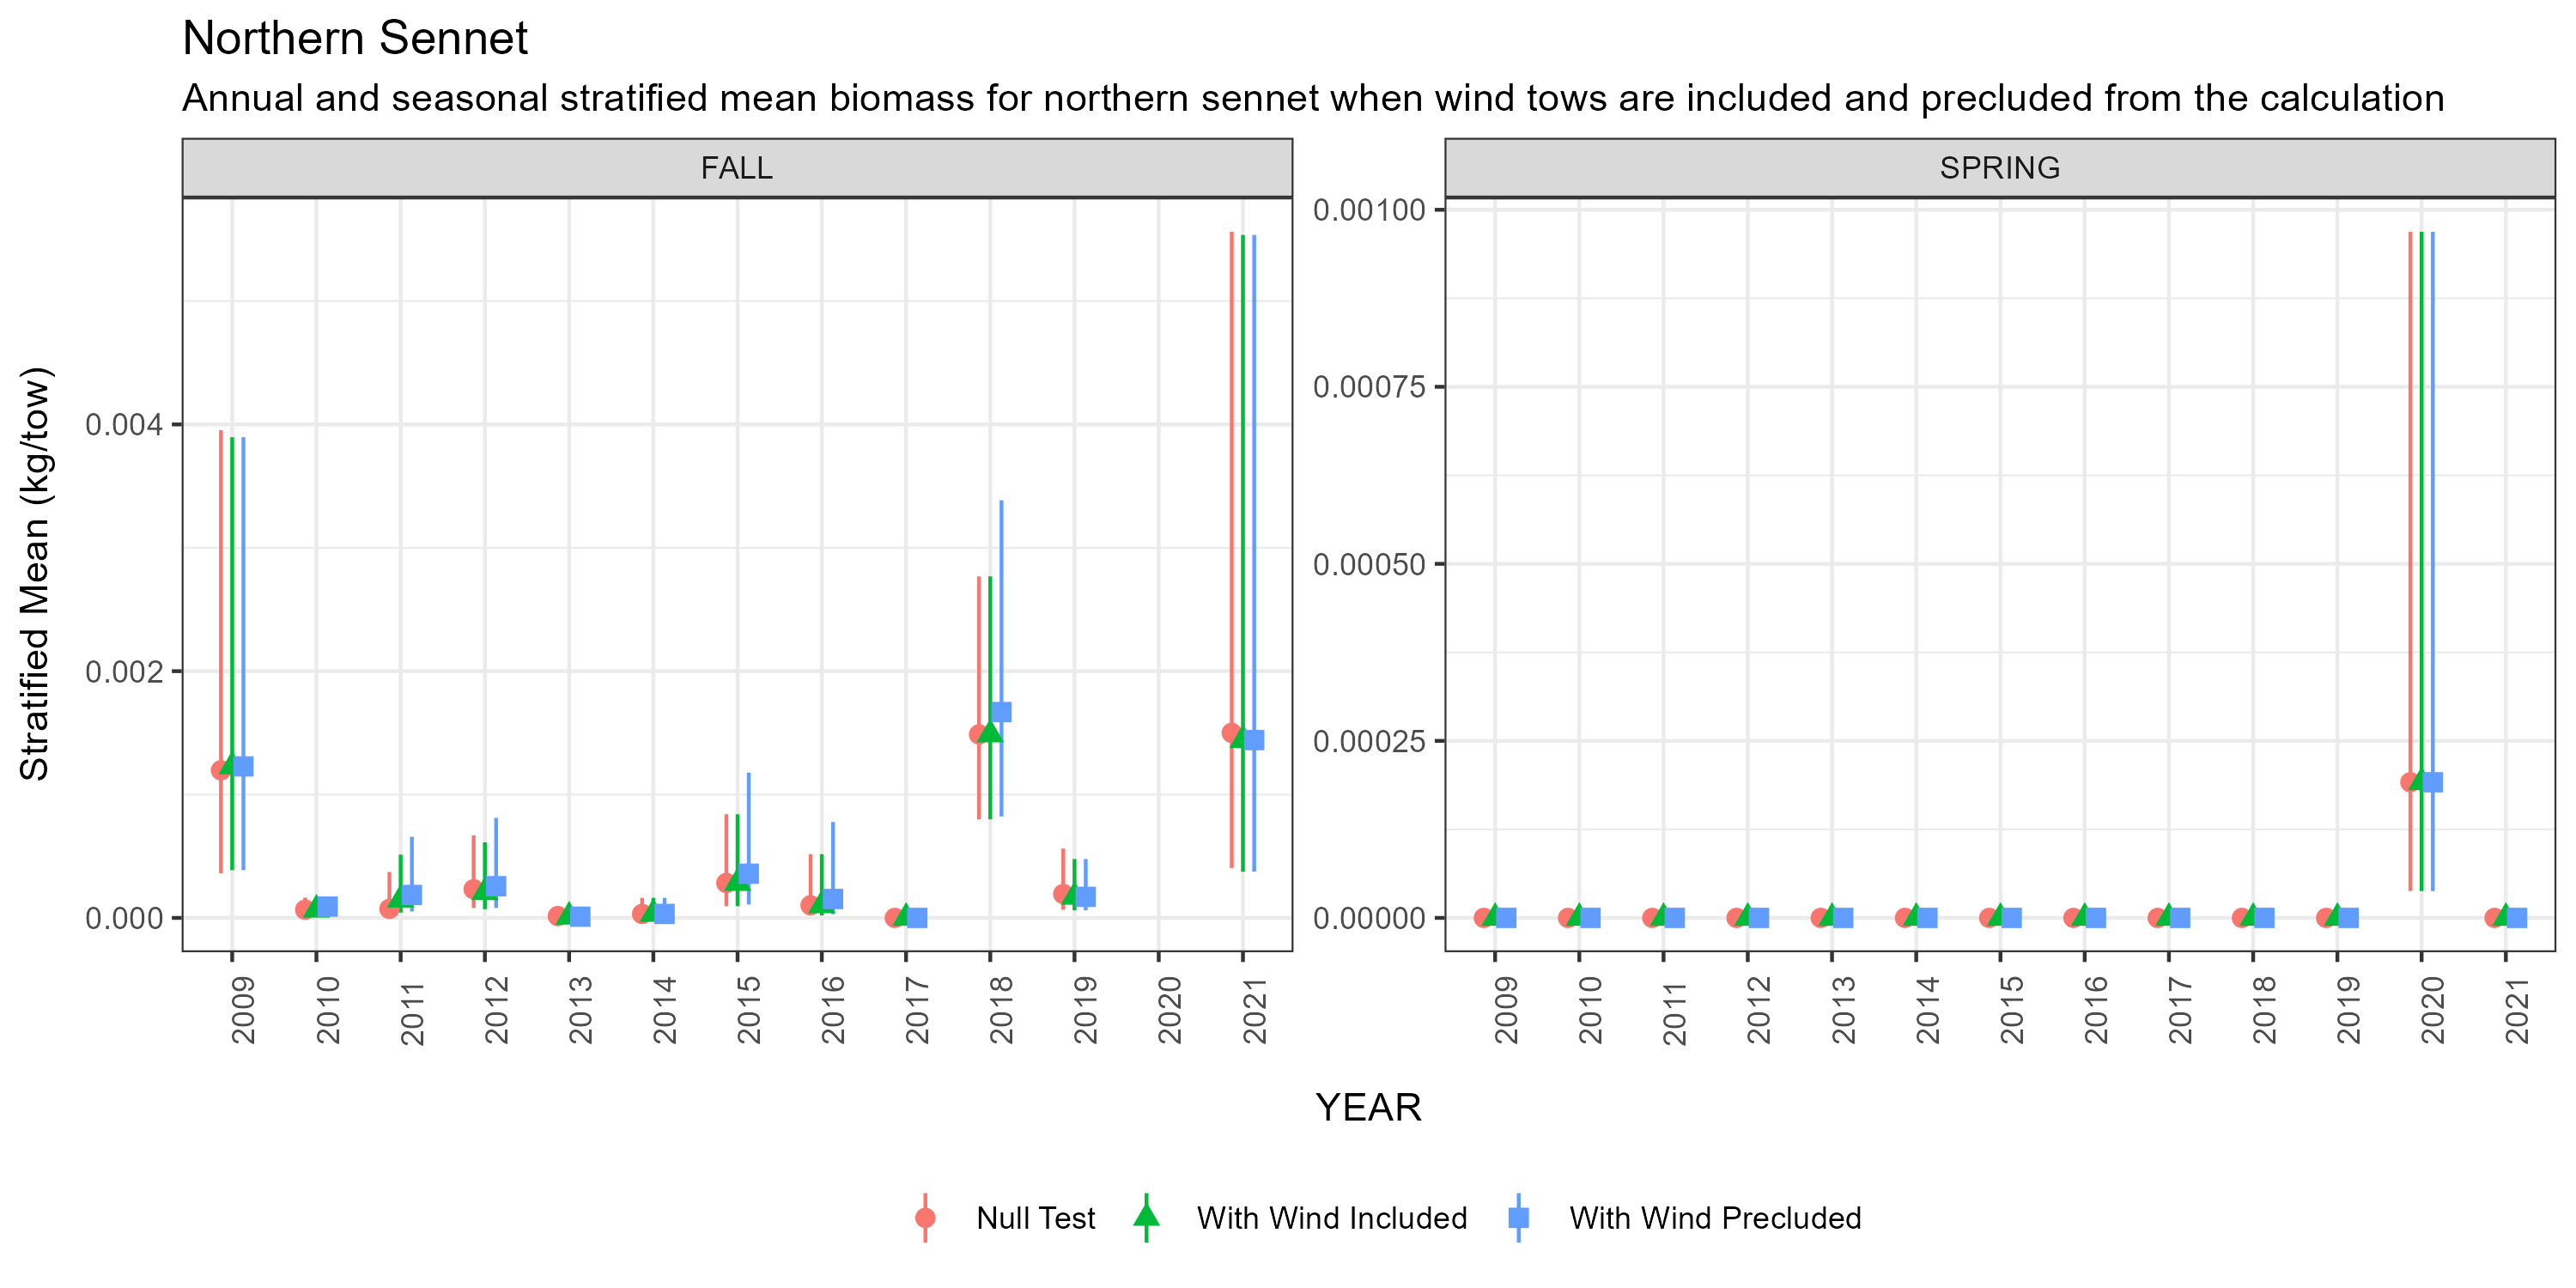 Northern Sennet
Annual and seasonal stratified mean biomass for northern sennet when wind tows are included and precluded from the calculation
FALL
SPRING
Stratified Mean (kg/tow)
0.004
0.002
0.000
0.00100
0.00075
0.00050
0.00025
0.00000
2009 2010 2011 2012 2013 2014 2015 2016 2017 2018 2019 2020 2021
2009 2010 2011 2012 2013 2014 2015 2016 2017 2018 2019 2020 2021
YEAR
Null Test With Wind Included With Wind Precluded